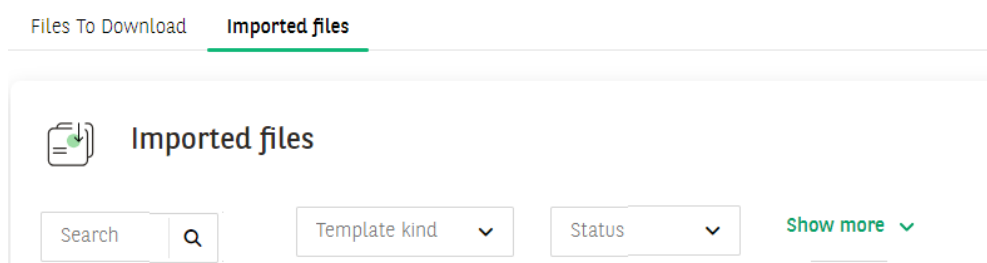 Files To Download Imported files
Imported files
Search Template kind Status Show more